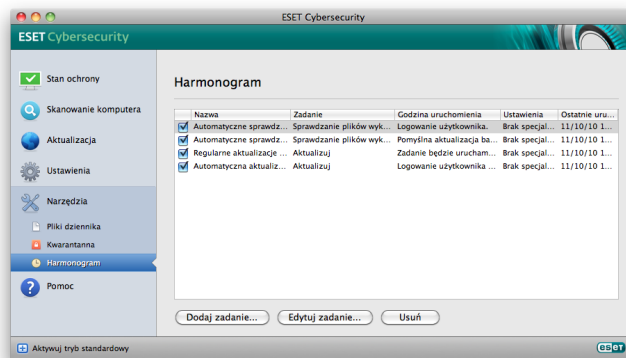 ESET Cybersecurity
ESET Cybersecurity
Stan ochrony
Skanowanie komputera
Aktualizacja
Ustawienia
Narzędzia
Pliki dziennika
Kwarantanna
Harmonogram
Pomoc
Aktywuj tryb standardowy
Harmonogram
Nazwa Zadanie Godzina uruchomienia Ustawienia Ostatnie uru...
Automatyczne sprawdz... Sprawdzanie plików wyk... Logowanie użytkownika. Brak specjal... 11/10/10 1...
Automatyczne sprawdz... Sprawdzanie plików wyk... Pomyślna aktualizacja ba... Brak specjal... 11/10/10 1...
Regularne aktualizacje ... Aktualizuj Zadanie będzie urucham... Brak specjal... 11/10/10 1...
Automatyczna aktualiz... Aktualizuj Logowanie użytkownika ... Brak specjal... 11/10/10 1...
Dodaj zadanie... Edytuj zadanie... Usuń
eseT